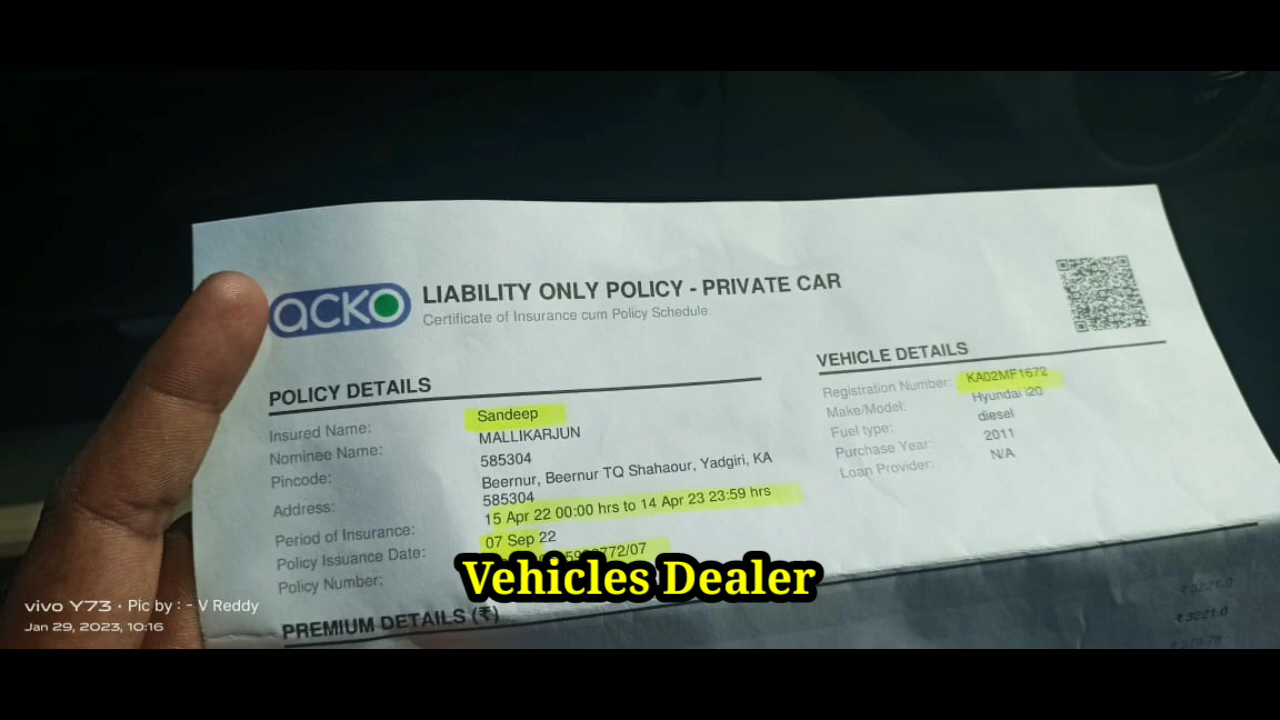 ACKO
LIABILITY ONLY POLICY - PRIVATE CAR
Certificate of Insurance cum Policy Schedule
POLICY DETAILS
Insured Name: Sandeep
Nominee Name: MALLIKARJUN
Pincode: 585304
Address: Beernur, Beernur TQ Shahaour, Yadgiri, KA
585304
Period of Insurance: 15 Apr 22 00:00 hrs to 14 Apr 23 23:59 hrs
Policy Issuance Date: 07 Sep 22
Policy Number:
VEHICLE DETAILS
Registration Number: KA02MF1672
Make/Model: Hyundai i20
Fuel type: diesel
Purchase Year: 2011
Loan Provider: N/A
PREMIUM DETAILS (₹)
₹ 3221.0
Vehicles Dealer
vivo Y73 · Pic by : - V Reddy
Jan 29, 2023, 10:16